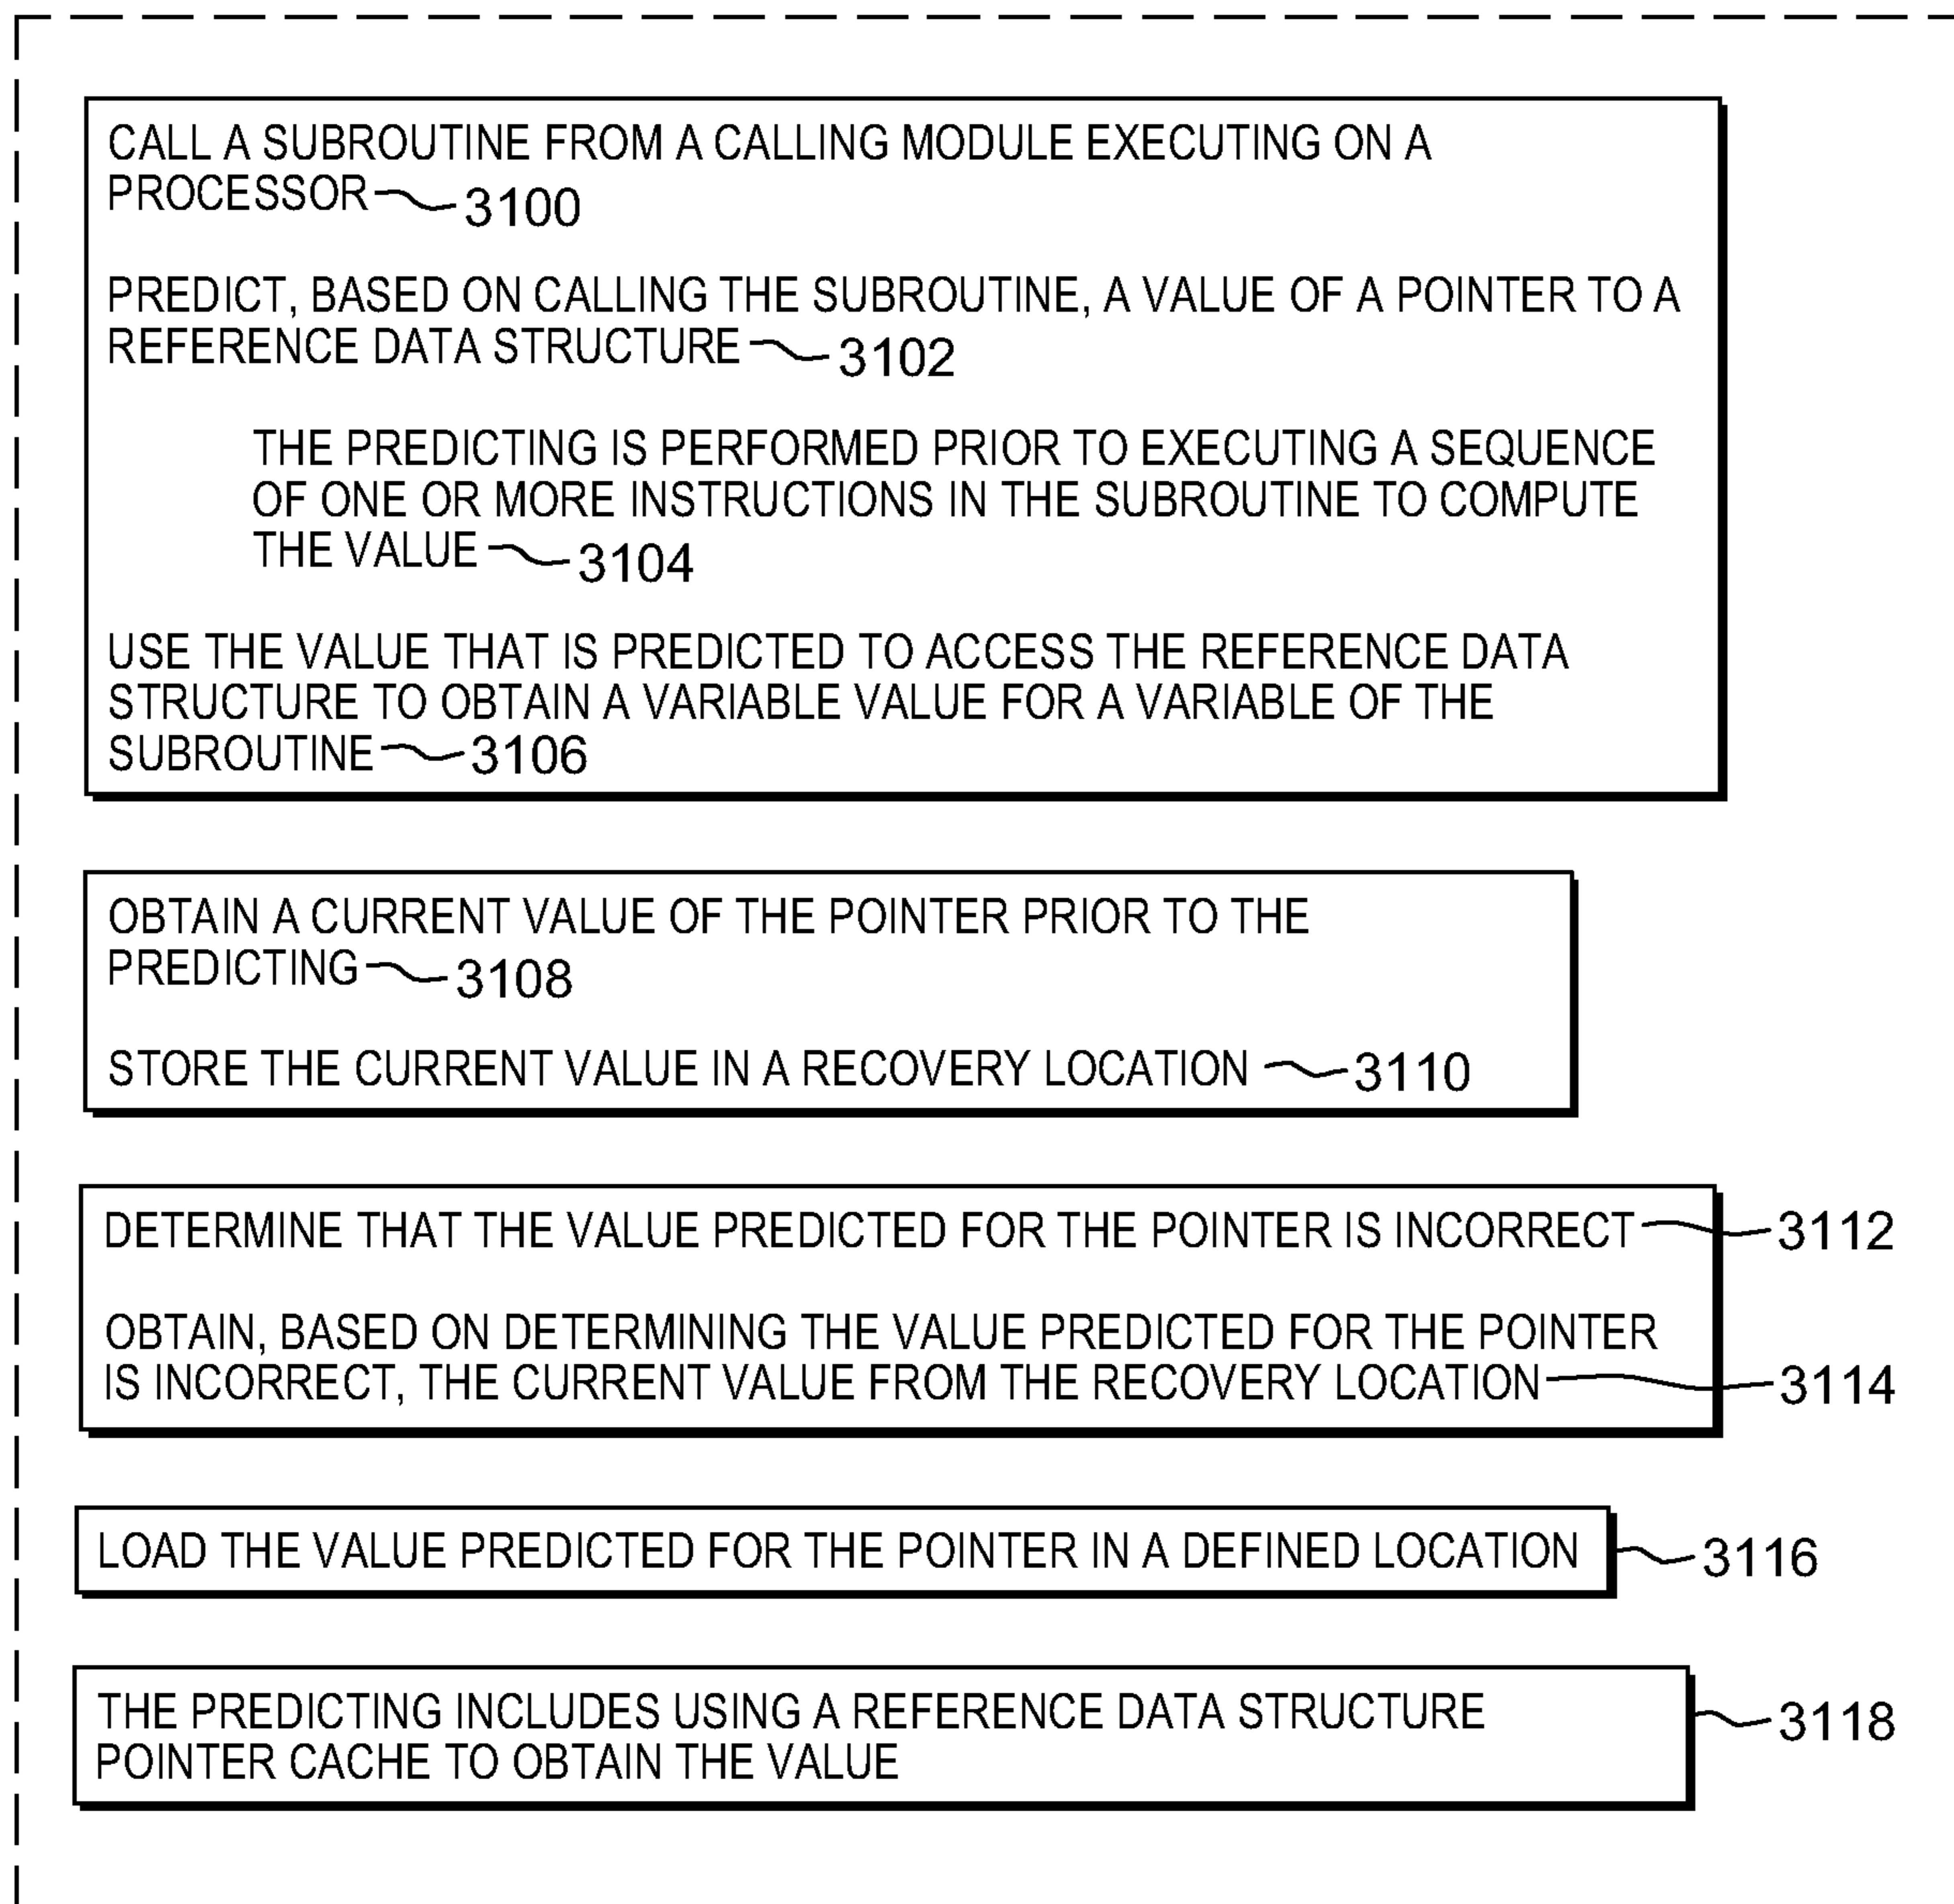 CALL A SUBROUTINE FROM A CALLING MODULE EXECUTING ON A
PROCESSOR 3100
PREDICT, BASED ON CALLING THE SUBROUTINE, A VALUE OF A POINTER TO A
REFERENCE DATA STRUCTURE 3102
THE PREDICTING IS PERFORMED PRIOR TO EXECUTING A SEQUENCE
OF ONE OR MORE INSTRUCTIONS IN THE SUBROUTINE TO COMPUTE
THE VALUE 3104
USE THE VALUE THAT IS PREDICTED TO ACCESS THE REFERENCE DATA
STRUCTURE TO OBTAIN A VARIABLE VALUE FOR A VARIABLE OF THE
SUBROUTINE 3106
OBTAIN A CURRENT VALUE OF THE POINTER PRIOR TO THE
PREDICTING 3108
STORE THE CURRENT VALUE IN A RECOVERY LOCATION 3110
DETERMINE THAT THE VALUE PREDICTED FOR THE POINTER IS INCORRECT 3112
OBTAIN, BASED ON DETERMINING THE VALUE PREDICTED FOR THE POINTER
IS INCORRECT, THE CURRENT VALUE FROM THE RECOVERY LOCATION 3114
LOAD THE VALUE PREDICTED FOR THE POINTER IN A DEFINED LOCATION 3116
THE PREDICTING INCLUDES USING A REFERENCE DATA STRUCTURE 3118
POINTER CACHE TO OBTAIN THE VALUE